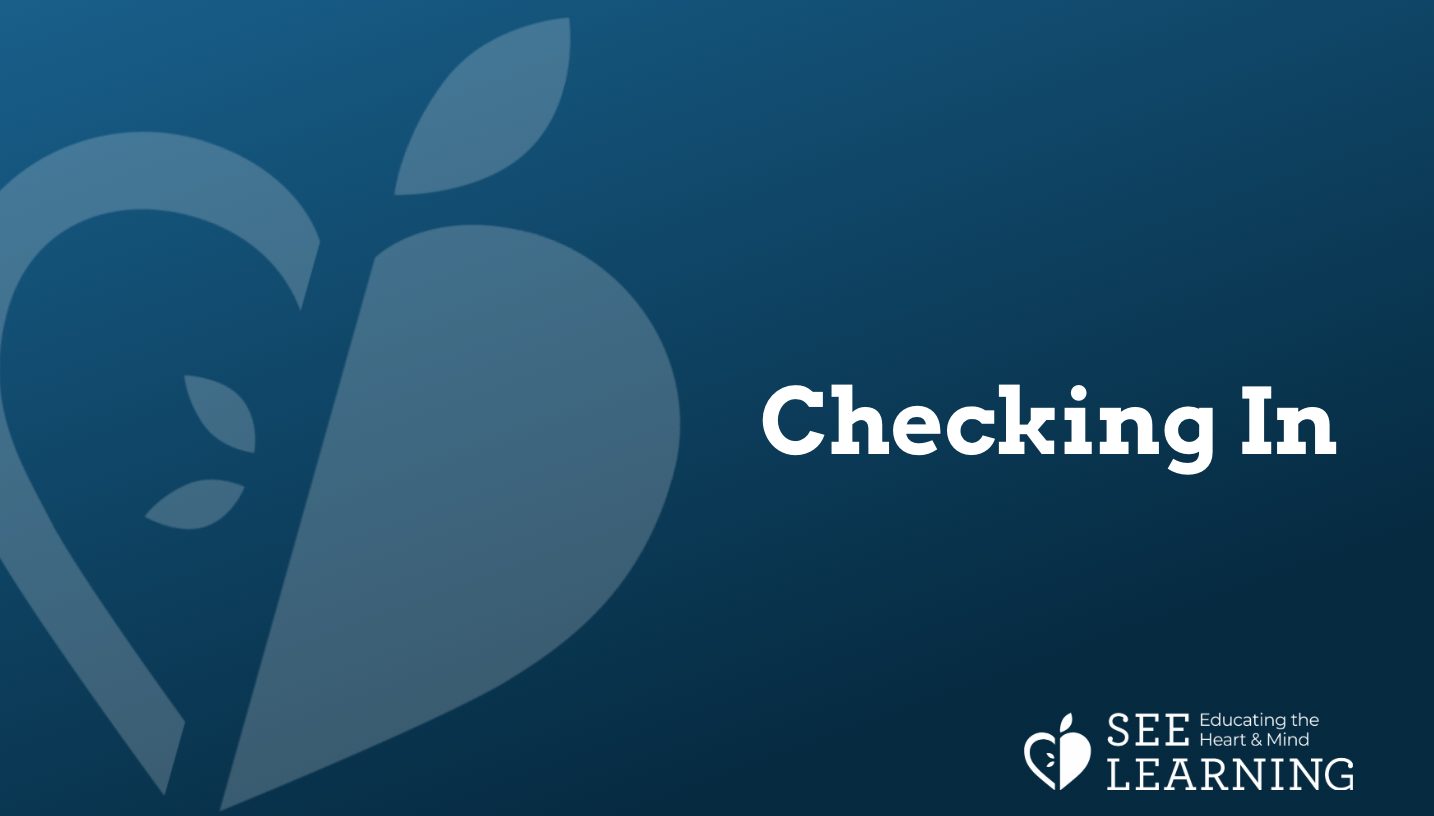 Checking In
SEE
Educating the
Heart & Mind
LEARNING